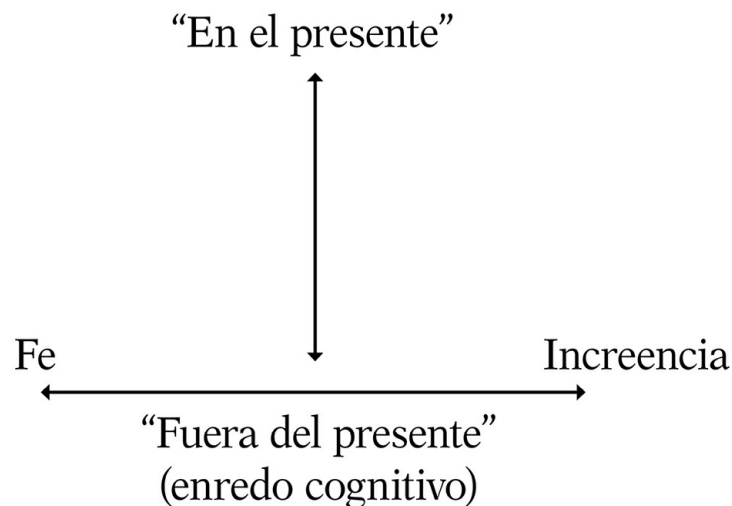 “En el presente”
Fe
Increencia
“Fuera del presente”
(enredo cognitivo)